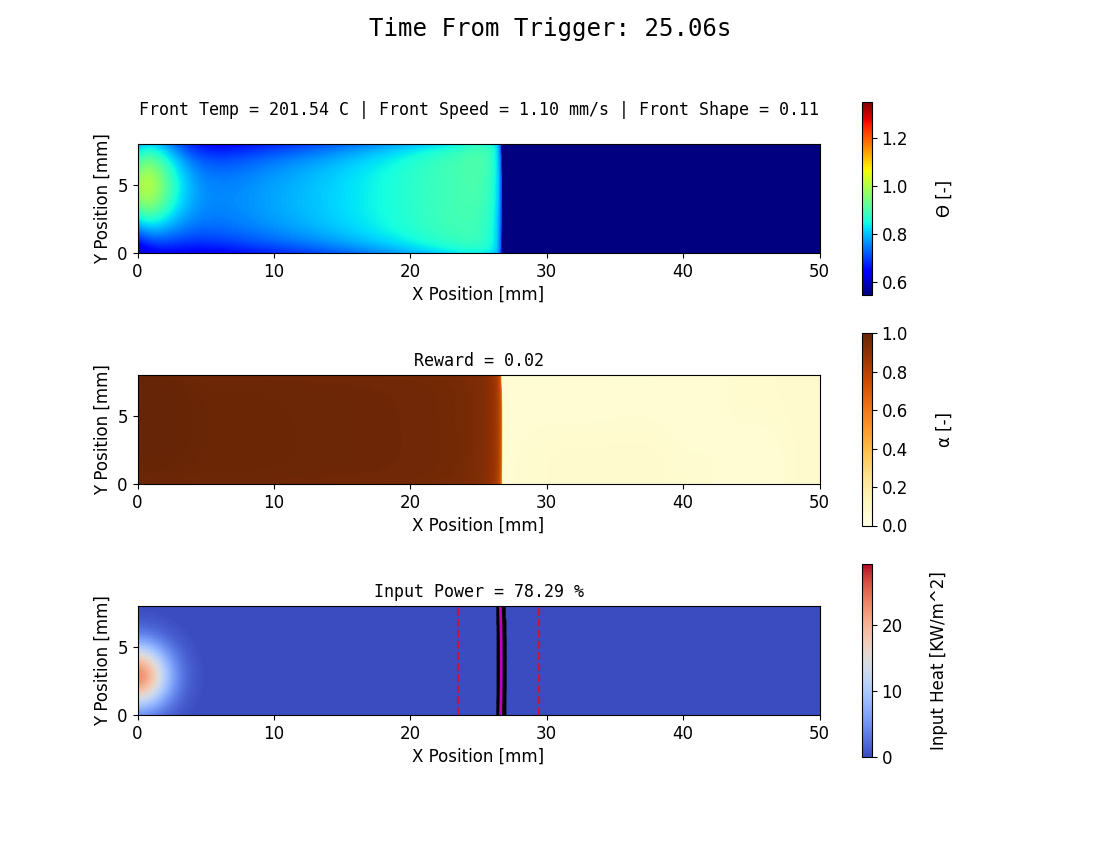 Time From Trigger: 25.06s
Front Temp = 201.54 C | Front Speed = 1.10 mm/s | Front Shape = 0.11
Y Position [mm]
5
0
0 10 20 30 40 50
X Position [mm]
1.2
1.0
0.8
0.6
Θ [-]
Reward = 0.02
Y Position [mm]
5
0
0 10 20 30 40 50
X Position [mm]
1.0
0.8
0.6
0.4
0.2
0.0
α [-]
Input Power = 78.29 %
Y Position [mm]
5
0
0 10 20 30 40 50
X Position [mm]
20
10
0
Input Heat [KW/m^2]